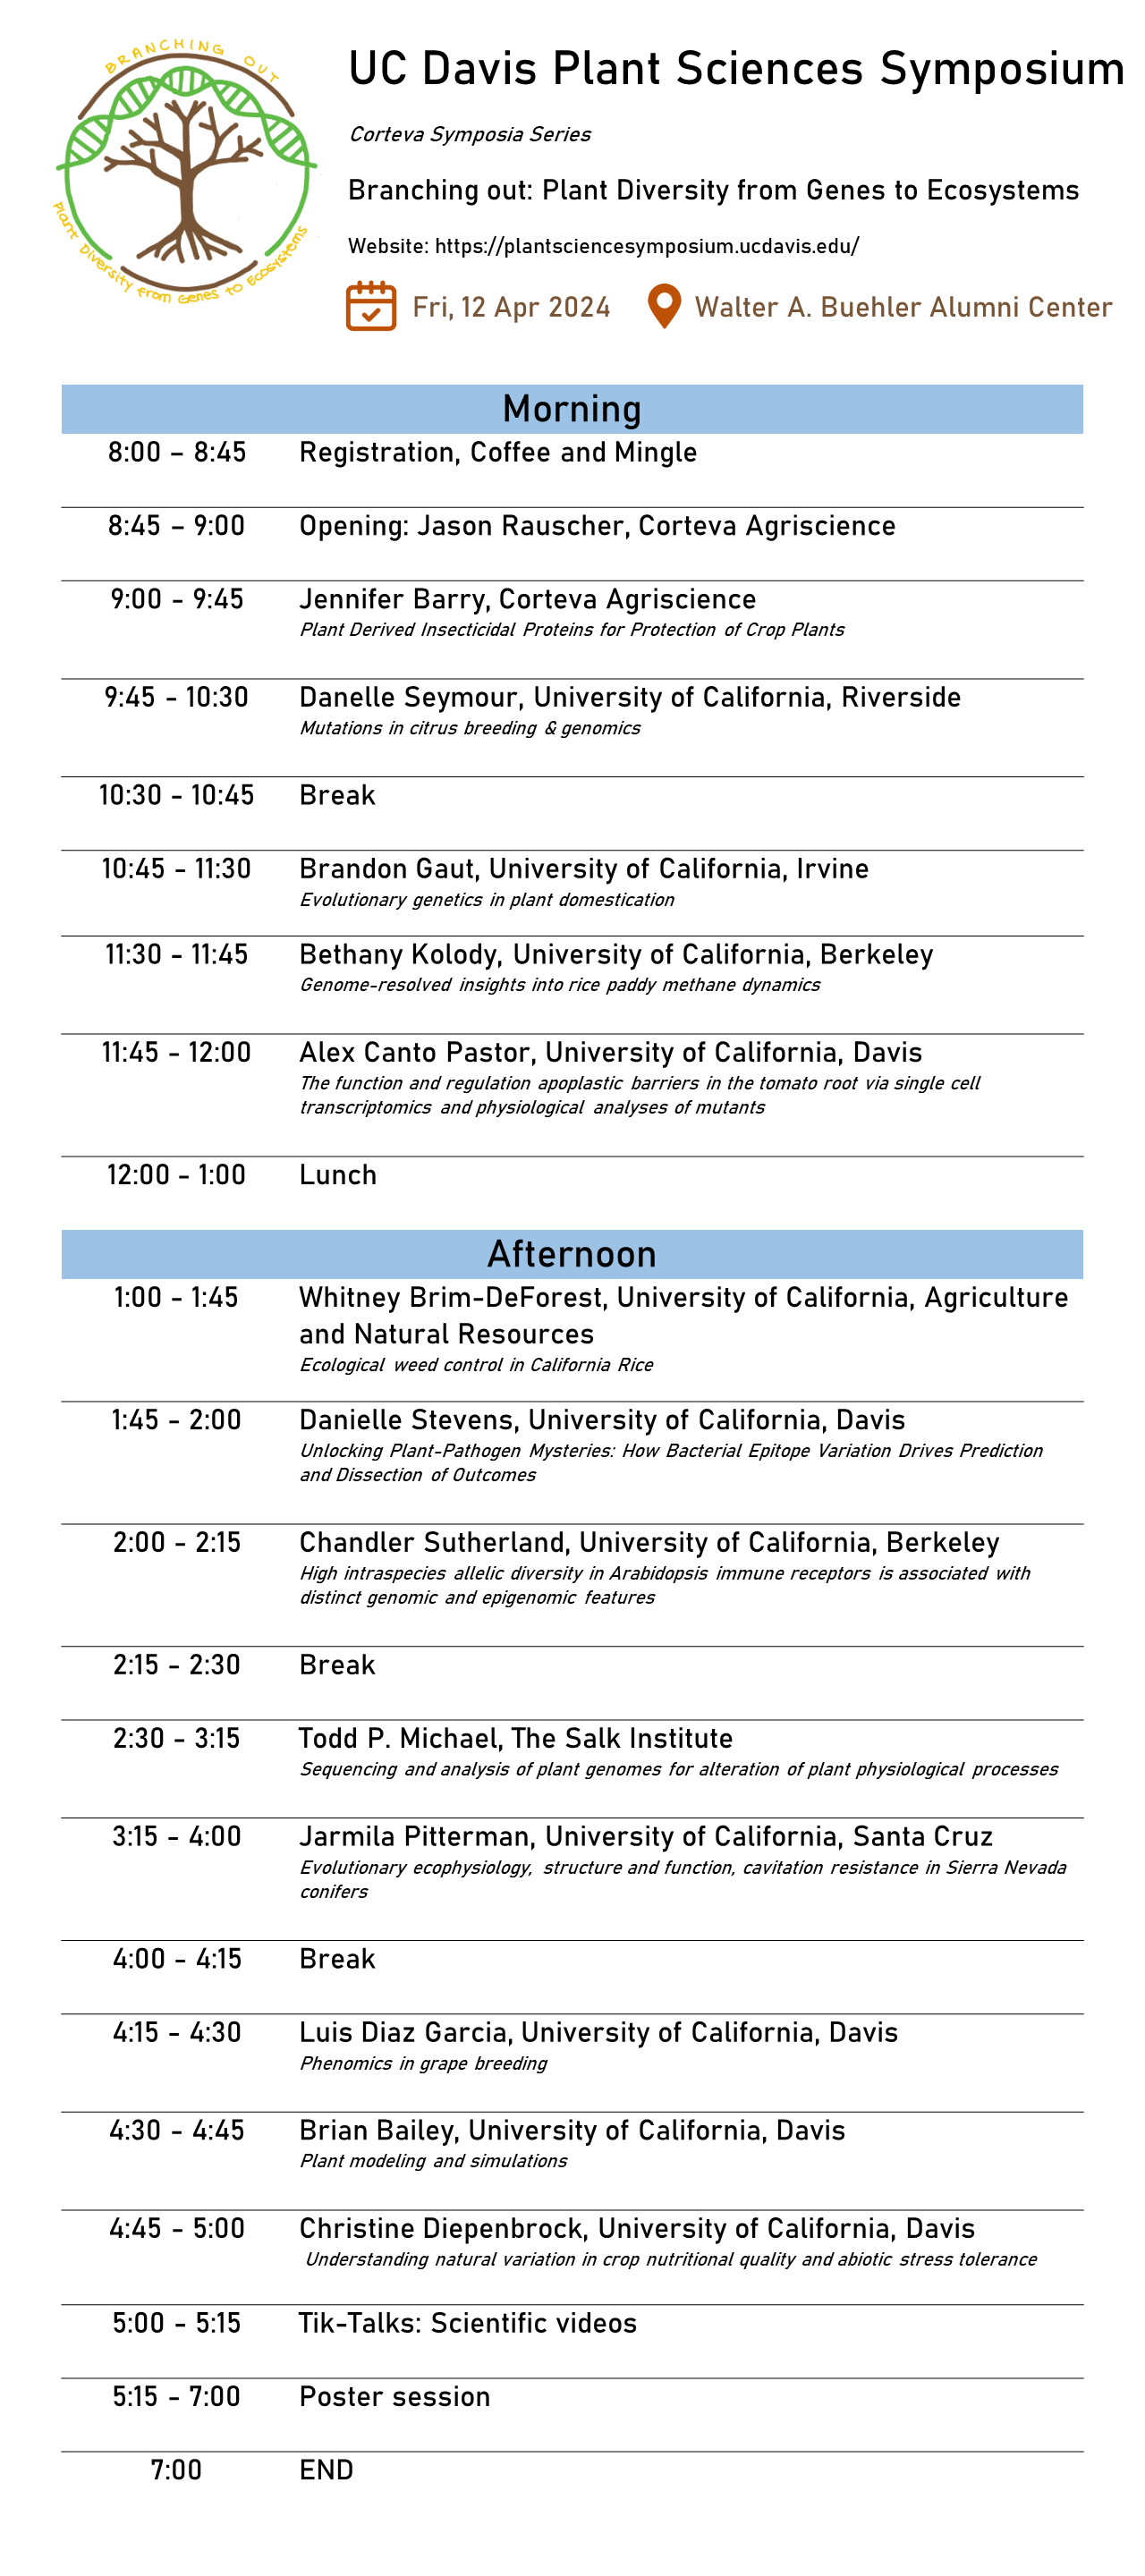 BRANCHING OUT
Plant Diversity from Genes to Ecosystems
UC Davis Plant Sciences Symposium
Corteva Symposia Series
Branching out: Plant Diversity from Genes to Ecosystems
Website: https://plantsciencesymposium.ucdavis.edu/
Fri, 12 Apr 2024 Walter A. Buehler Alumni Center
Morning
8:00 – 8:45 Registration, Coffee and Mingle
8:45 – 9:00 Opening: Jason Rauscher, Corteva Agriscience
9:00 - 9:45 Jennifer Barry, Corteva Agriscience
Plant Derived Insecticidal Proteins for Protection of Crop Plants
9:45 - 10:30 Danelle Seymour, University of California, Riverside
Mutations in citrus breeding & genomics
10:30 - 10:45 Break
10:45 - 11:30 Brandon Gaut, University of California, Irvine
Evolutionary genetics in plant domestication
11:30 - 11:45 Bethany Kolody, University of California, Berkeley
Genome-resolved insights into rice paddy methane dynamics
11:45 - 12:00 Alex Canto Pastor, University of California, Davis
The function and regulation apoplastic barriers in the tomato root via single cell
transcriptomics and physiological analyses of mutants
12:00 - 1:00 Lunch
Afternoon
1:00 - 1:45 Whitney Brim-DeForest, University of California, Agriculture
and Natural Resources
Ecological weed control in California Rice
1:45 - 2:00 Danielle Stevens, University of California, Davis
Unlocking Plant-Pathogen Mysteries: How Bacterial Epitope Variation Drives Prediction
and Dissection of Outcomes
2:00 - 2:15 Chandler Sutherland, University of California, Berkeley
High intraspecies allelic diversity in Arabidopsis immune receptors is associated with
distinct genomic and epigenomic features
2:15 - 2:30 Break
2:30 - 3:15 Todd P. Michael, The Salk Institute
Sequencing and analysis of plant genomes for alteration of plant physiological processes
3:15 - 4:00 Jarmila Pitterman, University of California, Santa Cruz
Evolutionary ecophysiology, structure and function, cavitation resistance in Sierra Nevada
conifers
4:00 - 4:15 Break
4:15 - 4:30 Luis Diaz Garcia, University of California, Davis
Phenomics in grape breeding
4:30 - 4:45 Brian Bailey, University of California, Davis
Plant modeling and simulations
4:45 - 5:00 Christine Diepenbrock, University of California, Davis
Understanding natural variation in crop nutritional quality and abiotic stress tolerance
5:00 - 5:15 Tik-Talks: Scientific videos
5:15 - 7:00 Poster session
7:00 END